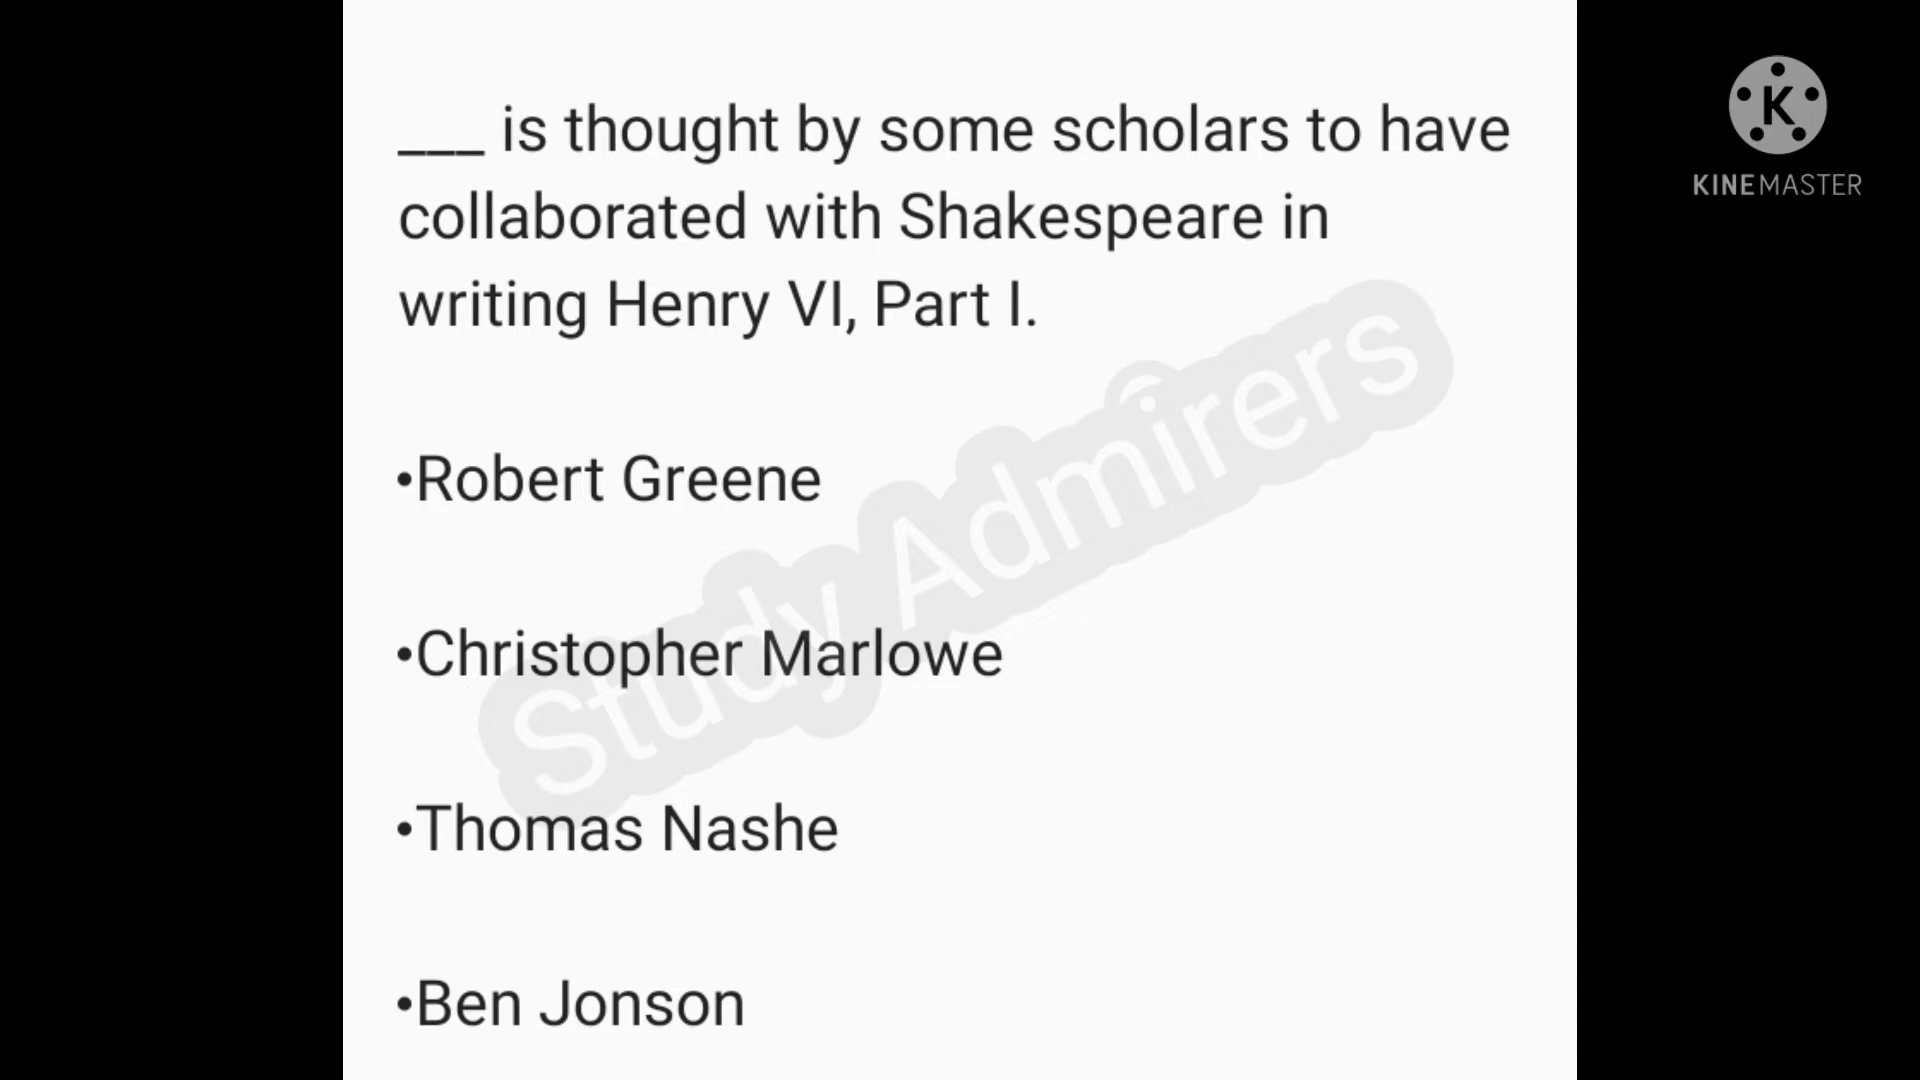 ___ is thought by some scholars to have
collaborated with Shakespeare in
writing Henry VI, Part I.
•Robert Greene
•Christopher Marlowe
•Thomas Nashe
•Ben Jonson
Study Admirers
K
KINEMASTER